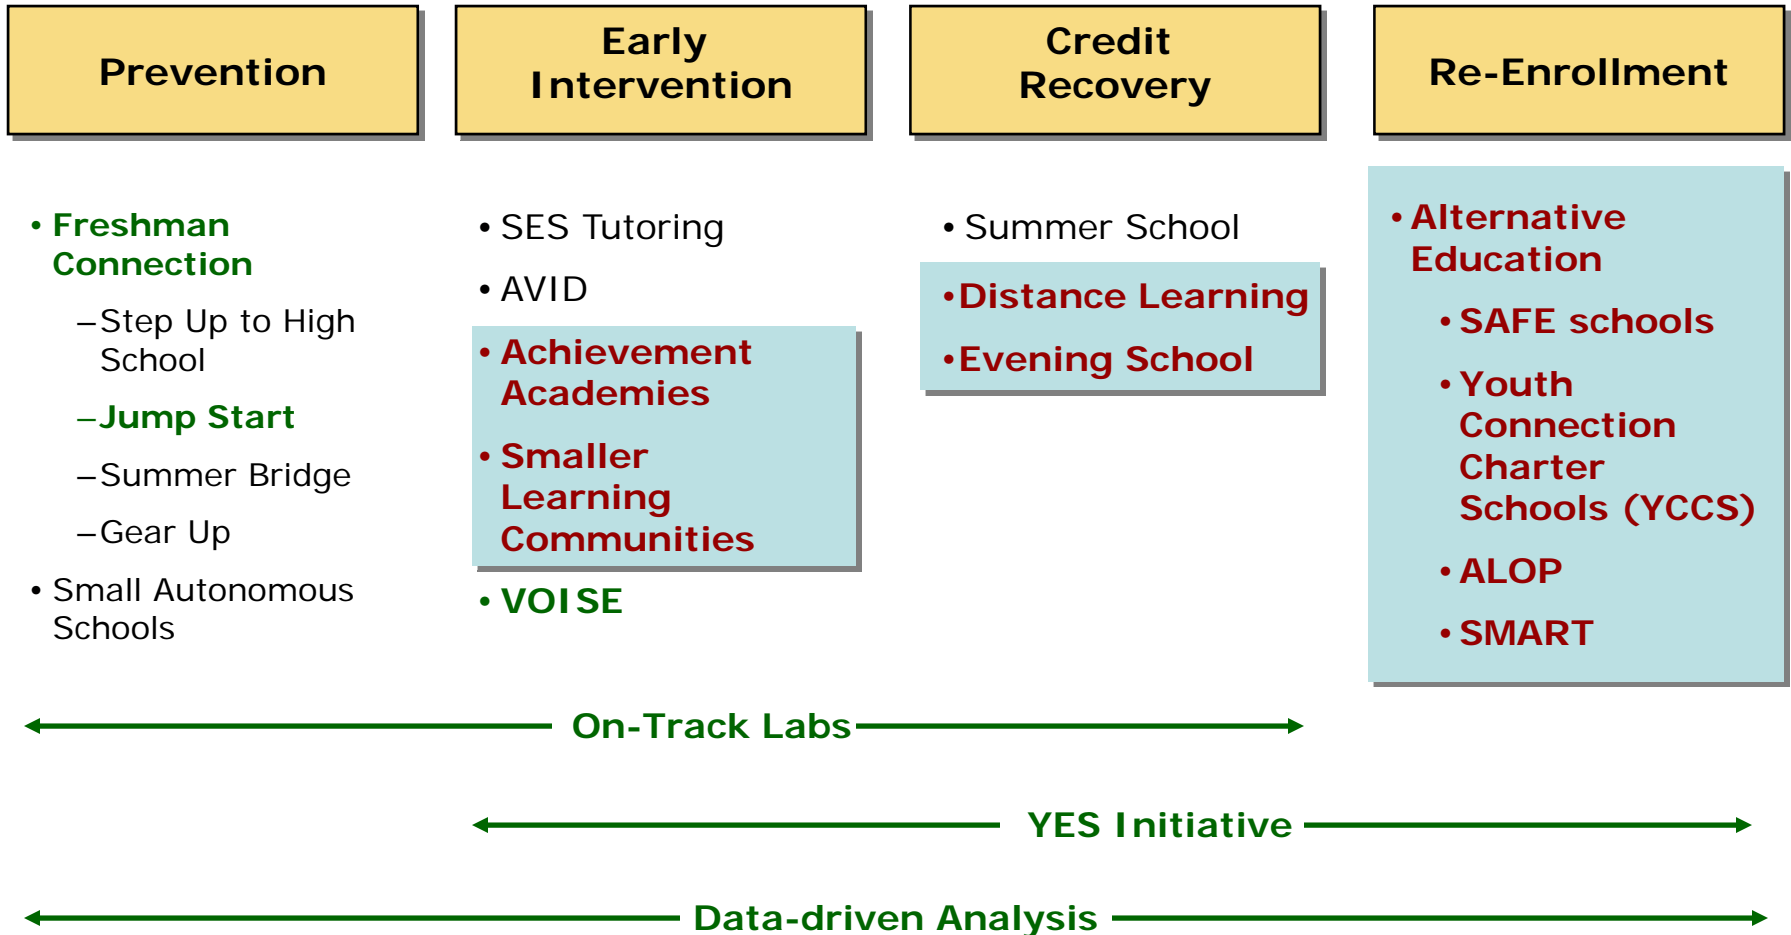 Prevention
Early
Intervention
Credit
Recovery
Re-Enrollment
• Freshman
Connection
–Step Up to High
School
–Jump Start
–Summer Bridge
–Gear Up
• Small Autonomous
Schools
• SES Tutoring
• AVID
• Achievement
Academies
• Smaller
Learning
Communities
• VOISE
• Summer School
•Distance Learning
•Evening School
• Alternative
Education
• SAFE schools
• Youth
Connection
Charter
Schools (YCCS)
• ALOP
• SMART
On-Track Labs
YES Initiative
Data-driven Analysis